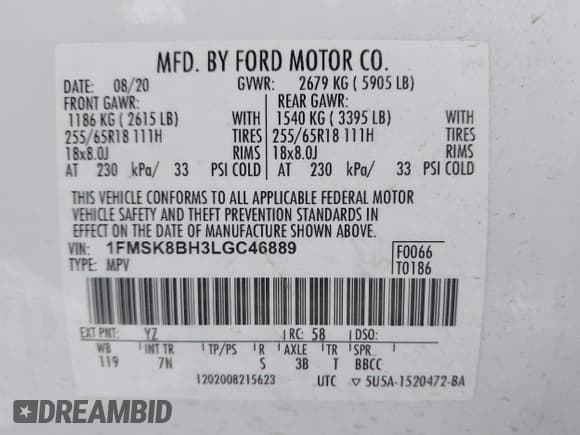 MFD. BY FORD MOTOR CO.
DATE: 08/20 GVWR: 2679 KG ( 5905 LB)
FRONT GAWR: REAR GAWR:
1186 KG ( 2615 LB) WITH 1540 KG ( 3395 LB) WITH
255/65R18 111H TIRES 255/65R18 111H TIRES
18x8.0J RIMS 18x8.0J RIMS
AT 230 kPa/ 33 PSI COLD AT 230 kPa/ 33 PSI COLD
THIS VEHICLE CONFORMS TO ALL APPLICABLE FEDERAL MOTOR
VEHICLE SAFETY AND THEFT PREVENTION STANDARDS IN
EFFECT ON THE DATE OF MANUFACTURE SHOWN ABOVE.
VIN: 1FMSK8BH3LGC46889 F0066
TYPE: MPV T0186
EXT PNT: YZ RC: 58 DSO:
WB INT TR TP/PS R AXLE TR SPR
119 7N S 3B T BBCC
1202008215623 UTC ▽ 5U5A-1520472-BA
DREAMBID